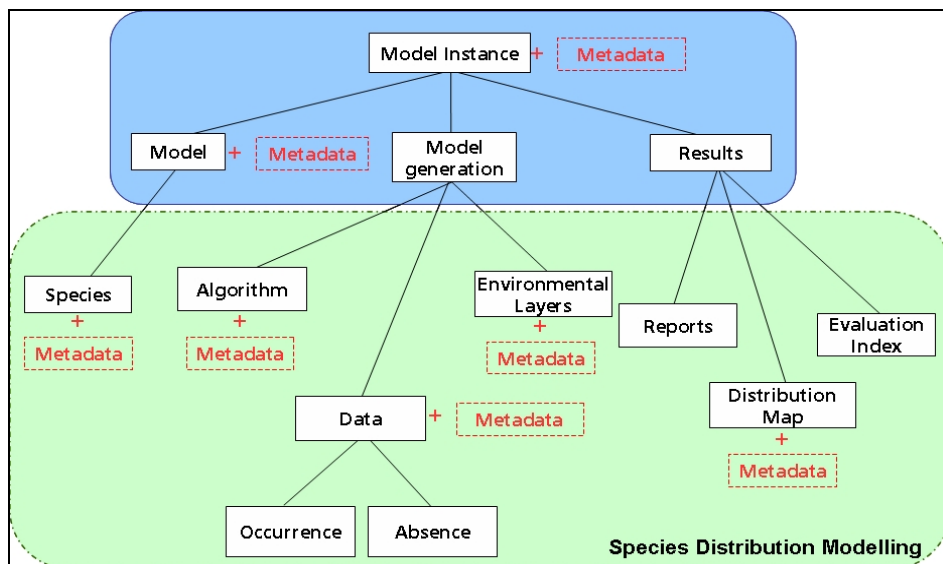 Model Instance + Metadata
Model + Metadata
Model
generation
Results
Species
+
Metadata
Algorithm
+
Metadata
Environmental
Layers
+
Metadata
Reports
Evaluation
Index
Data + Metadata
Distribution
Map
+
Metadata
Occurrence
Absence
Species Distribution Modelling